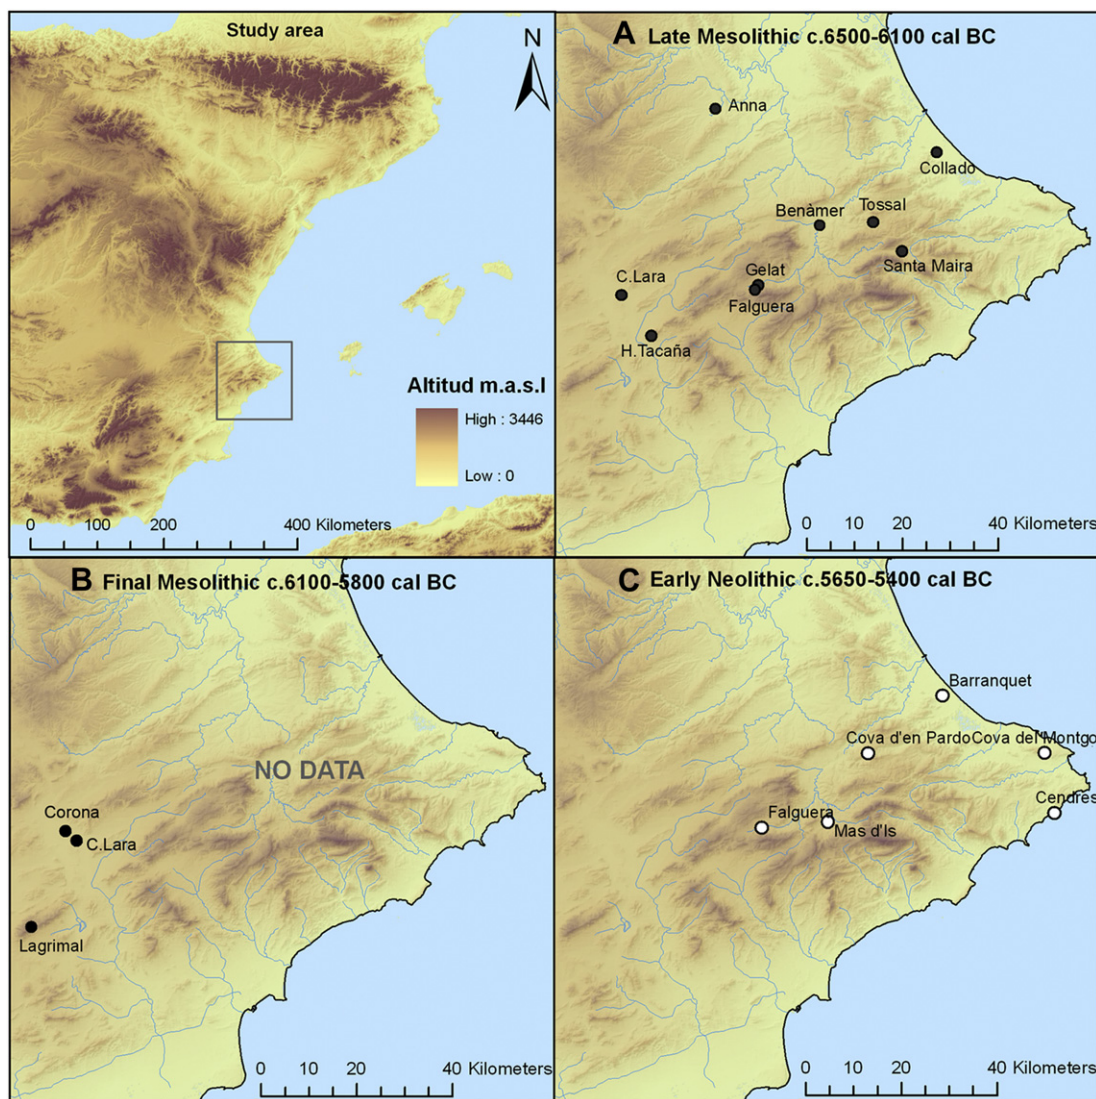 Study area
N
Altitud m.a.s.l
High : 3446
Low : 0
0 100 200 400 Kilometers
A Late Mesolithic c.6500-6100 cal BC
Anna
Collado
Benàmer
Tossal
Santa Maira
Gelat
C.Lara
Falguera
H.Tacaña
0 10 20 40 Kilometers
B Final Mesolithic c.6100-5800 cal BC
NO DATA
Corona
C.Lara
Lagrimal
0 10 20 40 Kilometers
C Early Neolithic c.5650-5400 cal BC
Barranquet
Cova d'en Pardo
Cova del Montgo
Cendres
Falguera
Mas d'Is
0 10 20 40 Kilometers